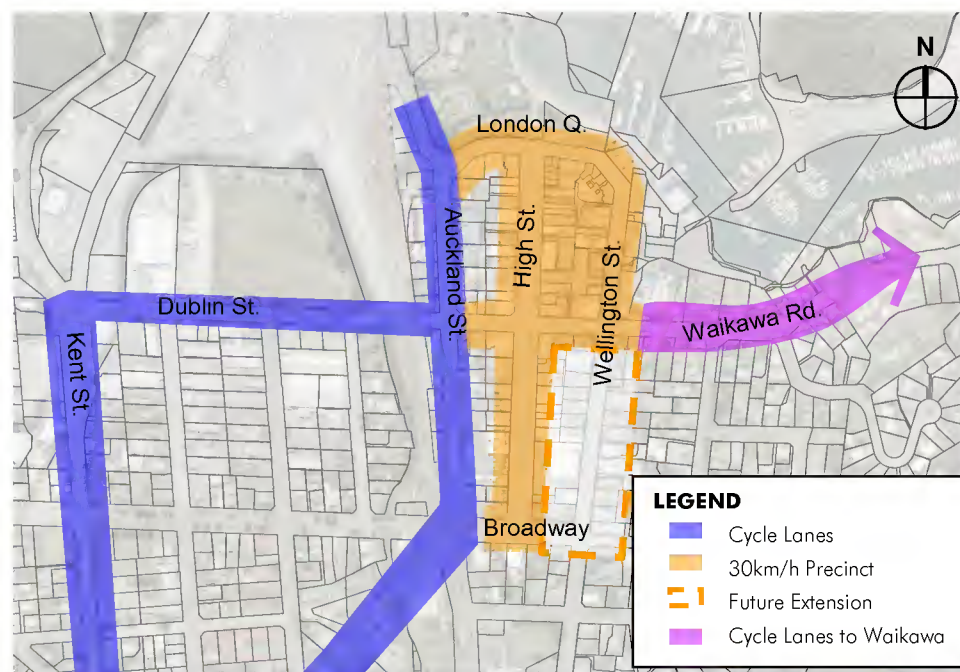 N
London Q.
Auckland St.
High St.
Wellington St.
Dublin St.
Kent St.
Waikawa Rd.
Broadway
LEGEND
Cycle Lanes
30km/h Precinct
Future Extension
Cycle Lanes to Waikawa